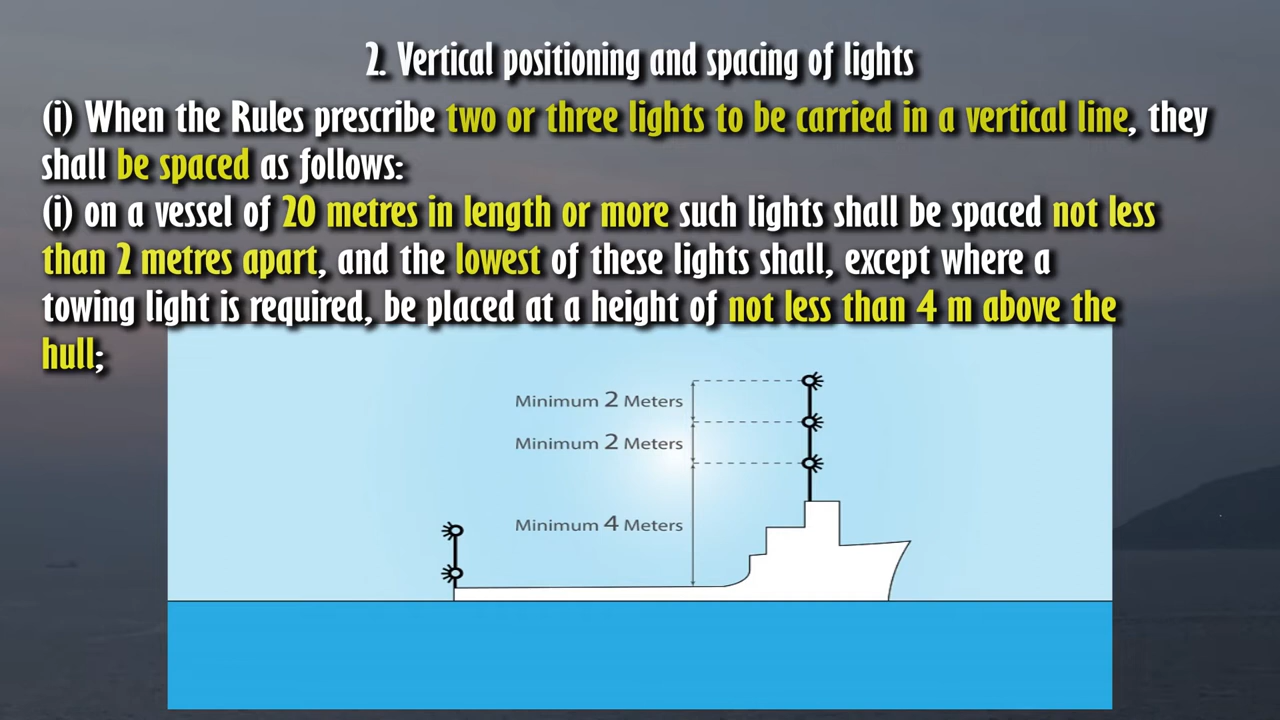 2. Vertical positioning and spacing of lights
(i) When the Rules prescribe two or three lights to be carried in a vertical line, they
shall be spaced as follows:
(i) on a vessel of 20 metres in length or more such lights shall be spaced not less
than 2 metres apart, and the lowest of these lights shall, except where a
towing light is required, be placed at a height of not less than 4 m above the
hull;
Minimum 2 Meters
Minimum 2 Meters
Minimum 4 Meters